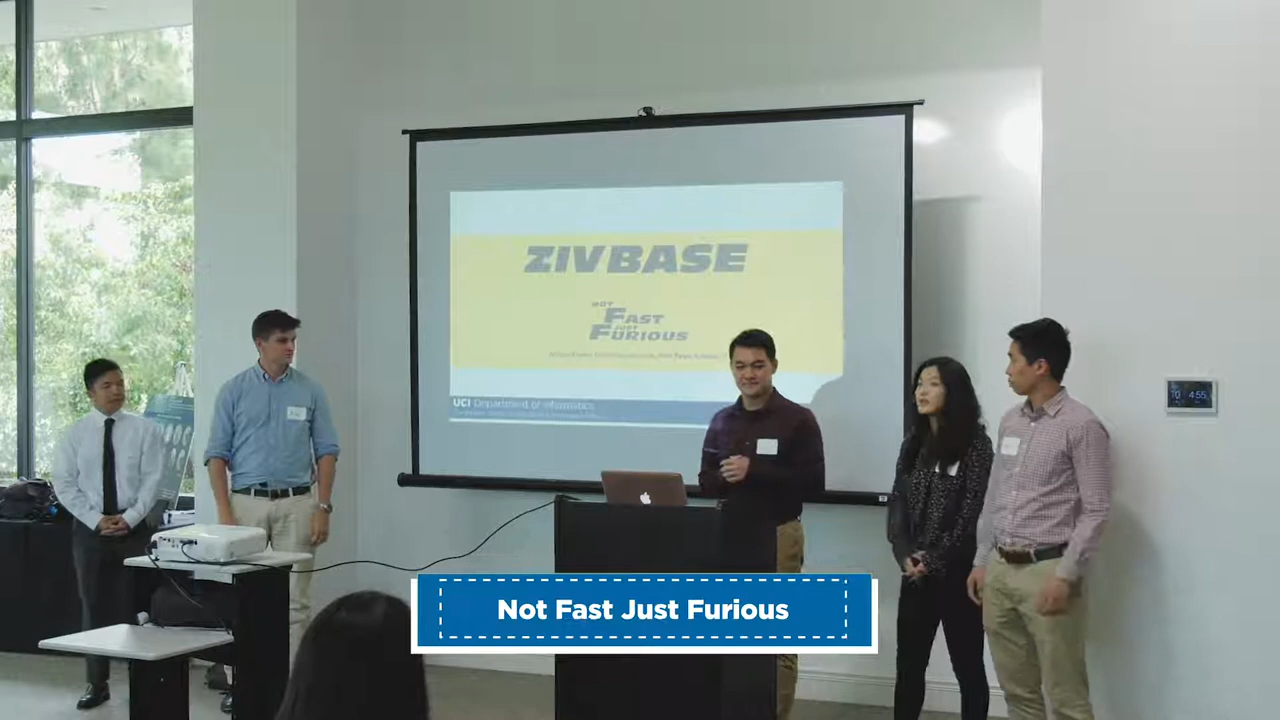 ZIVBASE
NOT
FAST
JUST
FURIOUS
UCI Department of Informatics
10 4:55
Not Fast Just Furious